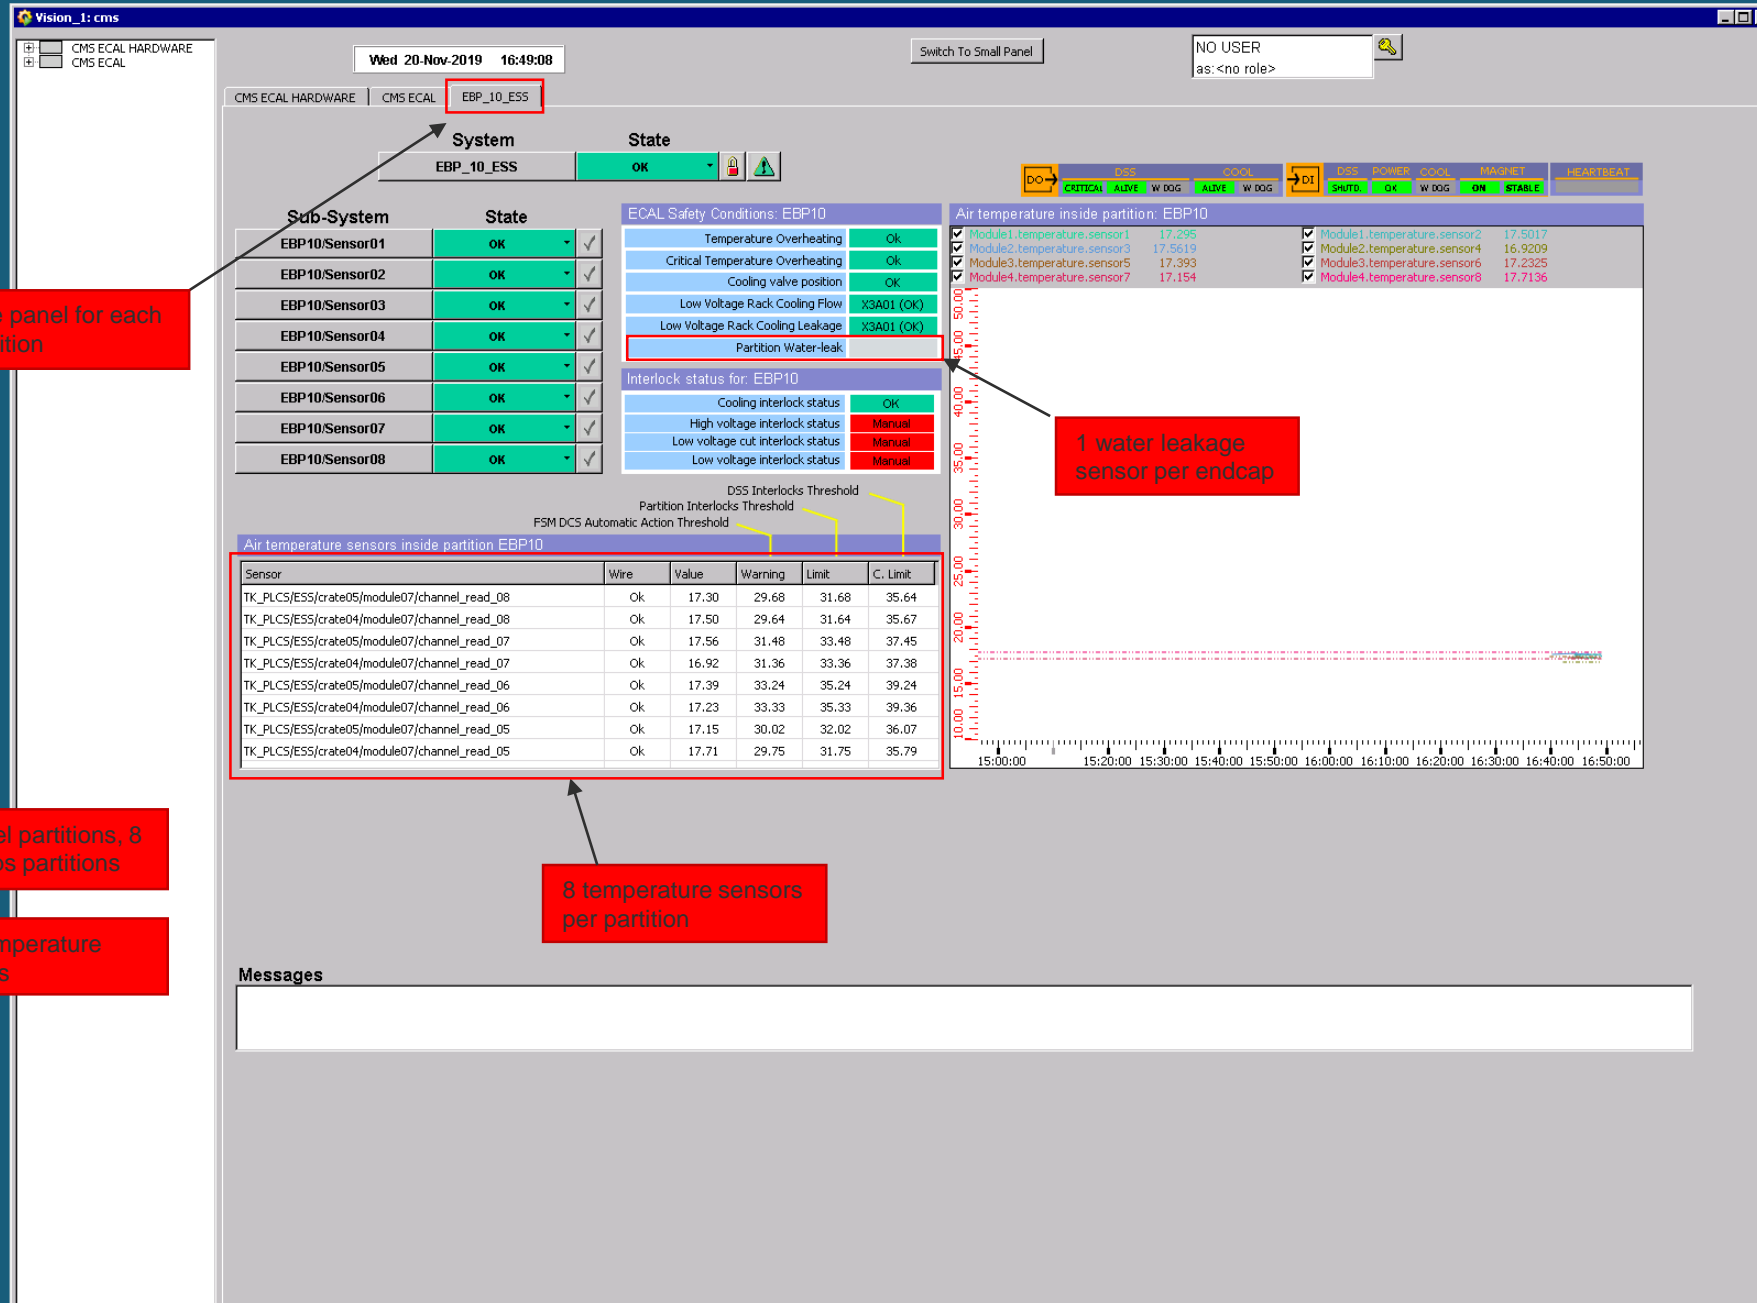 Vision_1: cms
CMS ECAL HARDWARE
CMS ECAL
Wed 20-Nov-2019 16:49:08
Switch To Small Panel
NO USER
as:<no role>
CMS ECAL HARDWARE CMS ECAL EBP_10_ESS
System State
EBP_10_ESS OK
DO DSS COOL
CRITICAL ALIVE W DOG ALIVE W DOG
DI DSS POWER COOL MAGNET HEARTBEAT
SHUTD. OK W DOG ON STABLE
Sub-System State
EBP10/Sensor01 OK
EBP10/Sensor02 OK
EBP10/Sensor03 OK
EBP10/Sensor04 OK
EBP10/Sensor05 OK
EBP10/Sensor06 OK
EBP10/Sensor07 OK
EBP10/Sensor08 OK
ECAL Safety Conditions: EBP10
Temperature Overheating Ok
Critical Temperature Overheating Ok
Cooling valve position OK
Low Voltage Rack Cooling Flow X3A01 (OK)
Low Voltage Rack Cooling Leakage X3A01 (OK)
Partition Water-leak
Interlock status for: EBP10
Cooling interlock status OK
High voltage interlock status Manual
Low voltage cut interlock status Manual
Low voltage interlock status Manual
Air temperature inside partition: EBP10
Module1.temperature.sensor1 17.295 Module1.temperature.sensor2 17.5017
Module2.temperature.sensor3 17.5619 Module2.temperature.sensor4 16.9209
Module3.temperature.sensor5 17.393 Module3.temperature.sensor6 17.2325
Module4.temperature.sensor7 17.154 Module4.temperature.sensor8 17.7136
50.00
45.00
40.00
35.00
30.00
25.00
20.00
15.00
10.00
15:00:00 15:20:00 15:30:00 15:40:00 15:50:00 16:00:00 16:10:00 16:20:00 16:30:00 16:40:00 16:50:00
panel for each
ition
1 water leakage
sensor per endcap
DSS Interlocks Threshold
Partition Interlocks Threshold
FSM DCS Automatic Action Threshold
Air temperature sensors inside partition EBP10
Sensor Wire Value Warning Limit C. Limit
TK_PLCS/ESS/crate05/module07/channel_read_08 Ok 17.30 29.68 31.68 35.64
TK_PLCS/ESS/crate04/module07/channel_read_08 Ok 17.50 29.64 31.64 35.67
TK_PLCS/ESS/crate05/module07/channel_read_07 Ok 17.56 31.48 33.48 37.45
TK_PLCS/ESS/crate04/module07/channel_read_07 Ok 16.92 31.36 33.36 37.38
TK_PLCS/ESS/crate05/module07/channel_read_06 Ok 17.39 33.24 35.24 39.24
TK_PLCS/ESS/crate04/module07/channel_read_06 Ok 17.23 33.33 35.33 39.36
TK_PLCS/ESS/crate05/module07/channel_read_05 Ok 17.15 30.02 32.02 36.07
TK_PLCS/ESS/crate04/module07/channel_read_05 Ok 17.71 29.75 31.75 35.79
el partitions, 8
ps partitions
8 temperature sensors
per partition
mperature
s
Messages